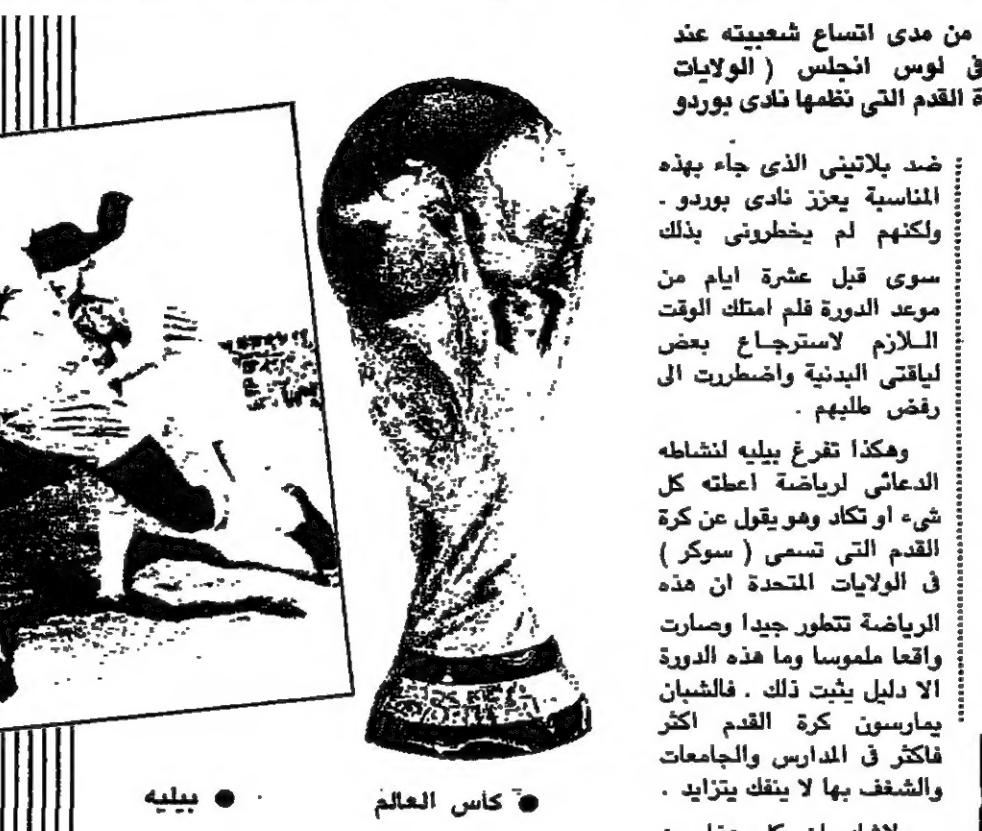 من مدى اتساع شعبيته عند
فى لوس انجلس ( الولايات
ة القدم التى نظمها نادى بوردو
ضد بلاتينى الذى جاء بهذه
المناسبة يعزز نادى بوردو .
ولكنهم لم يخطرونى بذلك
سوى قبل عشرة ايام من
موعد الدورة فلم امتلك الوقت
الـلازم لاسترجـاع بعض
لياقتى البدنية واضطررت الى
رفض طلبهم .
وهكذا تفرغ بيليه لنشاطه
الدعائى لرياضة اعطته كل
شىء او تكاد وهو يقول عن كرة
القدم التى تسمى ( سوكر )
فى الولايات المتحدة ان هذه
الرياضة تتطور جيدا وصارت
واقعا ملموسا وما هذه الدورة
الا دليل يثبت ذلك . فالشبان
يمارسون كرة القدم اكثر
فاكثر فى المدارس والجامعات
والشغف بها لا ينفك يتزايد .
● كأس العالم
● بيليه